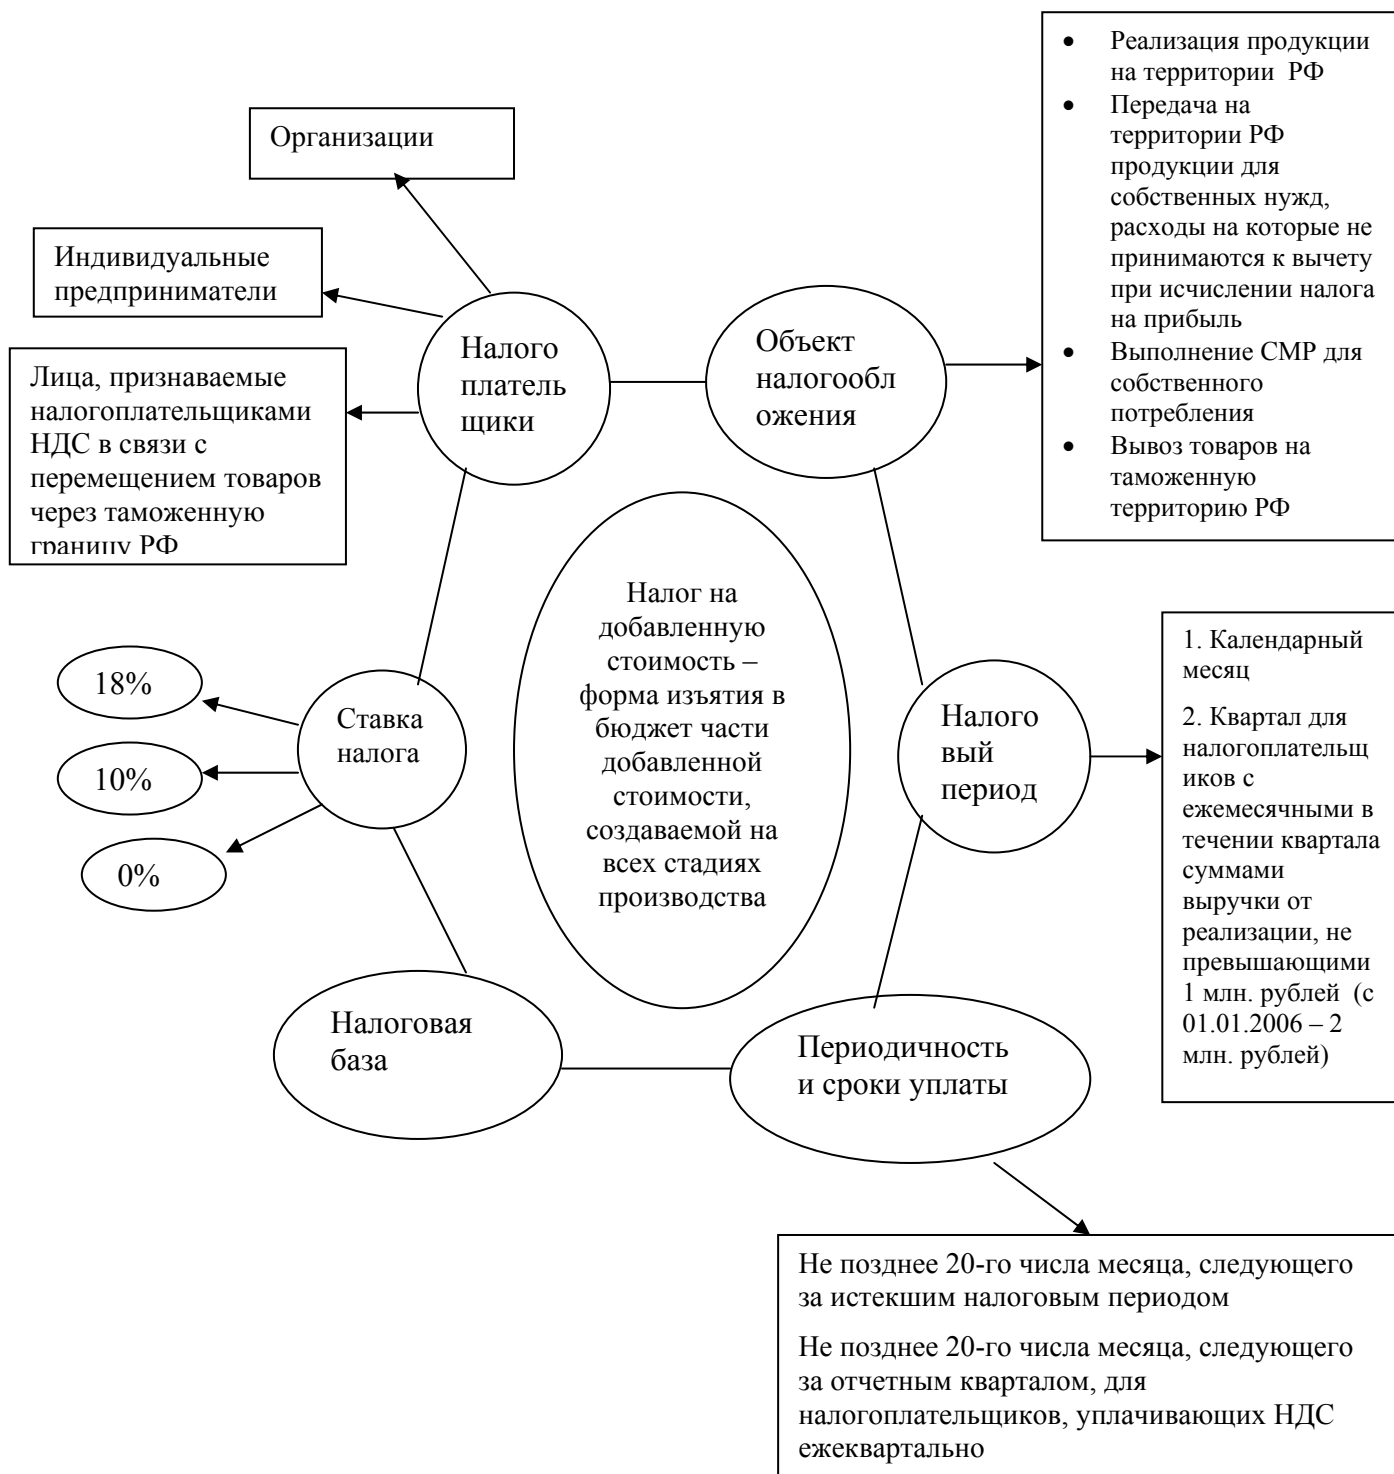 Организации
Индивидуальные
предприниматели
Лица, признаваемые
налогоплательщиками
НДС в связи с
перемещением товаров
через таможенную
границу РФ
Налого
платель
щики
Объект
налогообл
ожения
• Реализация продукции
на территории РФ
• Передача на
территории РФ
продукции для
собственных нужд,
расходы на которые не
принимаются к вычету
при исчислении налога
на прибыль
• Выполнение СМР для
собственного
потребления
• Вывоз товаров на
таможенную
территорию РФ
Налог на
добавленную
стоимость –
форма изъятия в
бюджет части
добавленной
стоимости,
создаваемой на
всех стадиях
производства
18%
10%
0%
Ставка
налога
Налого
вый
период
1. Календарный
месяц
2. Квартал для
налогоплательщ
иков с
ежемесячными в
течении квартала
суммами
выручки от
реализации, не
превышающими
1 млн. рублей (с
01.01.2006 – 2
млн. рублей)
Налоговая
база
Периодичность
и сроки уплаты
Не позднее 20-го числа месяца, следующего
за истекшим налоговым периодом
Не позднее 20-го числа месяца, следующего
за отчетным кварталом, для
налогоплательщиков, уплачивающих НДС
ежеквартально